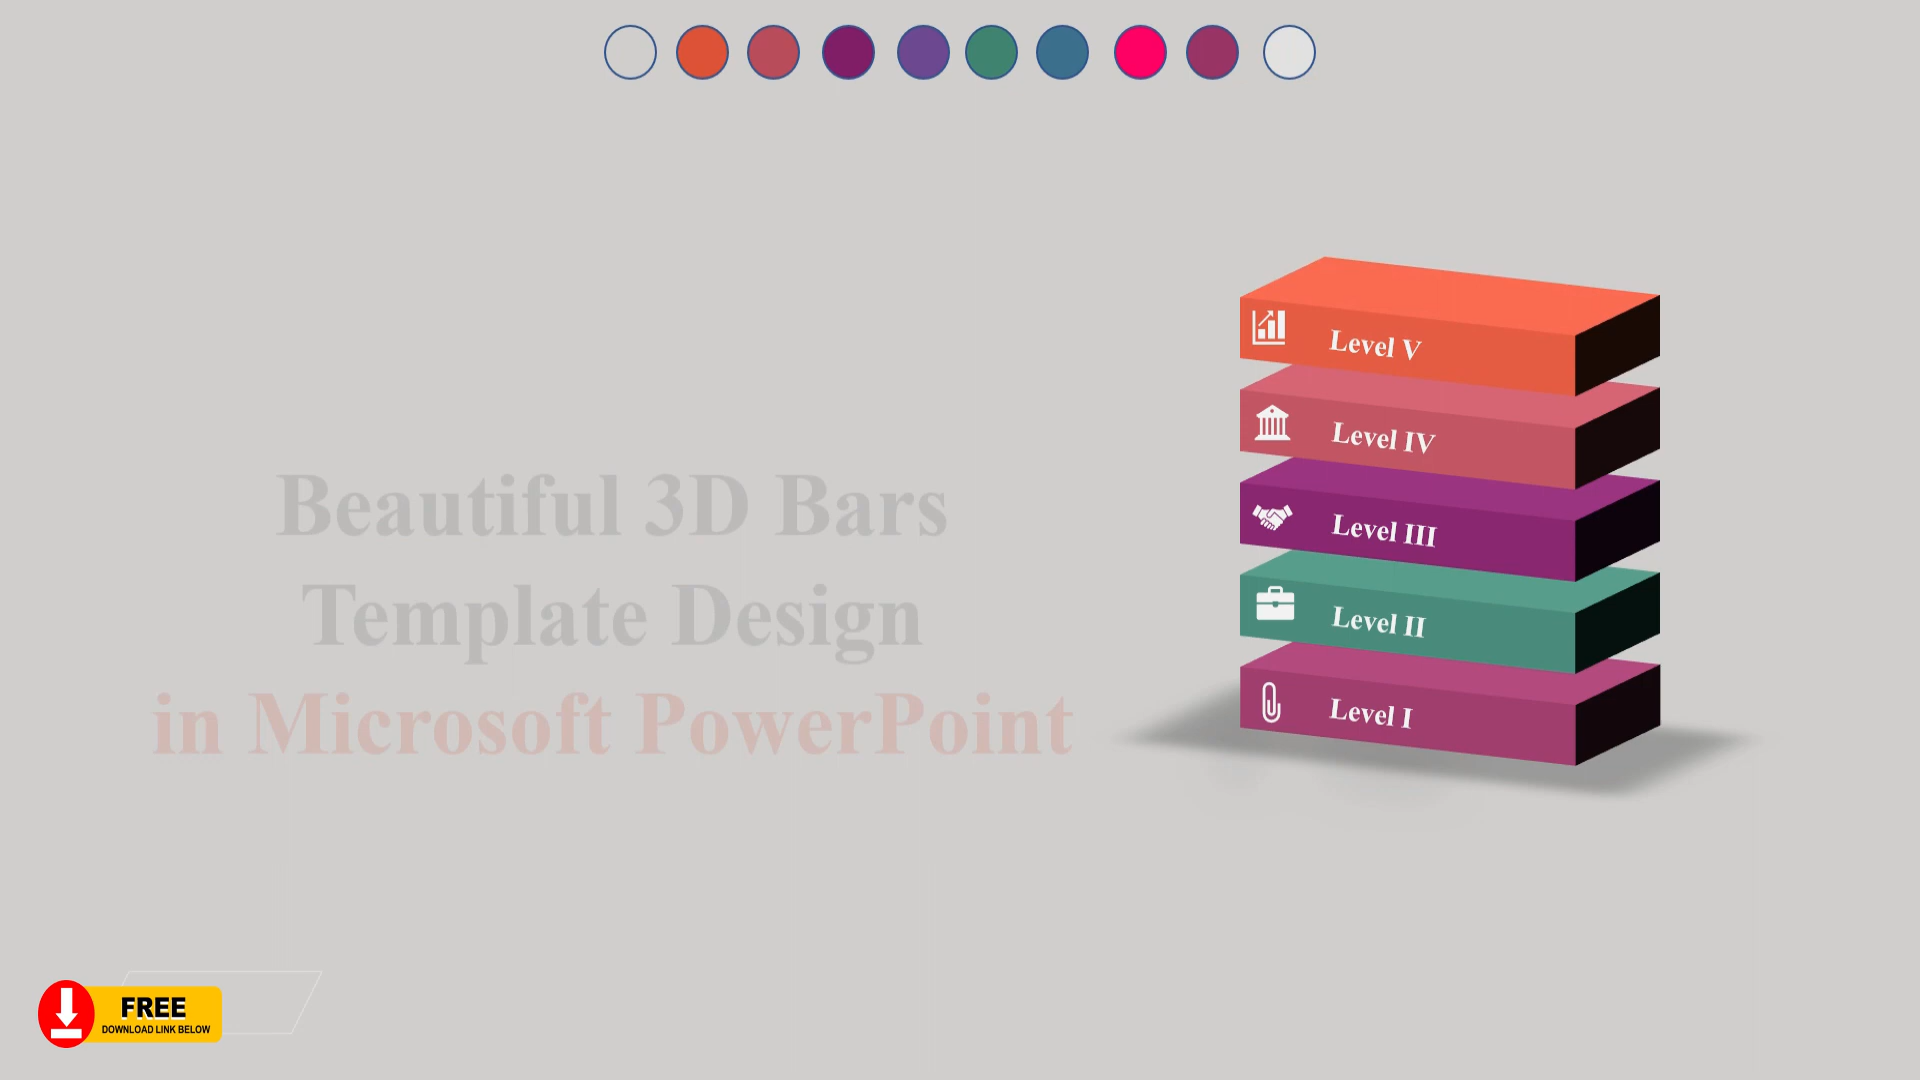 Level V
Level IV
Level III
Level II
Level I
Beautiful 3D Bars
Template Design
in Microsoft PowerPoint
FREE
DOWNLOAD LINK BELOW